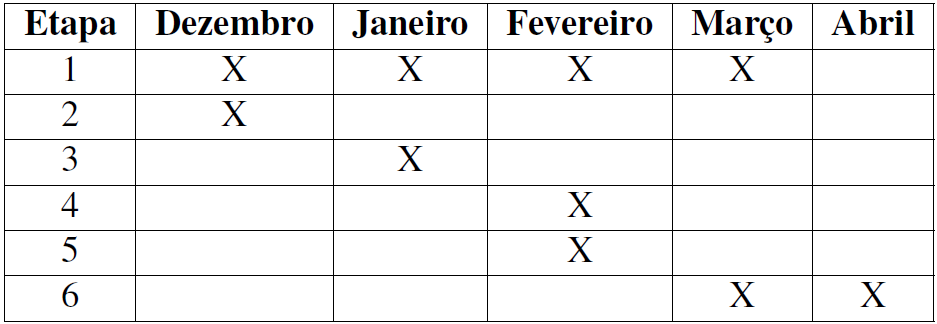 Etapa Dezembro Janeiro Fevereiro Março Abril
1 X X X X
2 X
3 X
4 X
5 X
6 X X